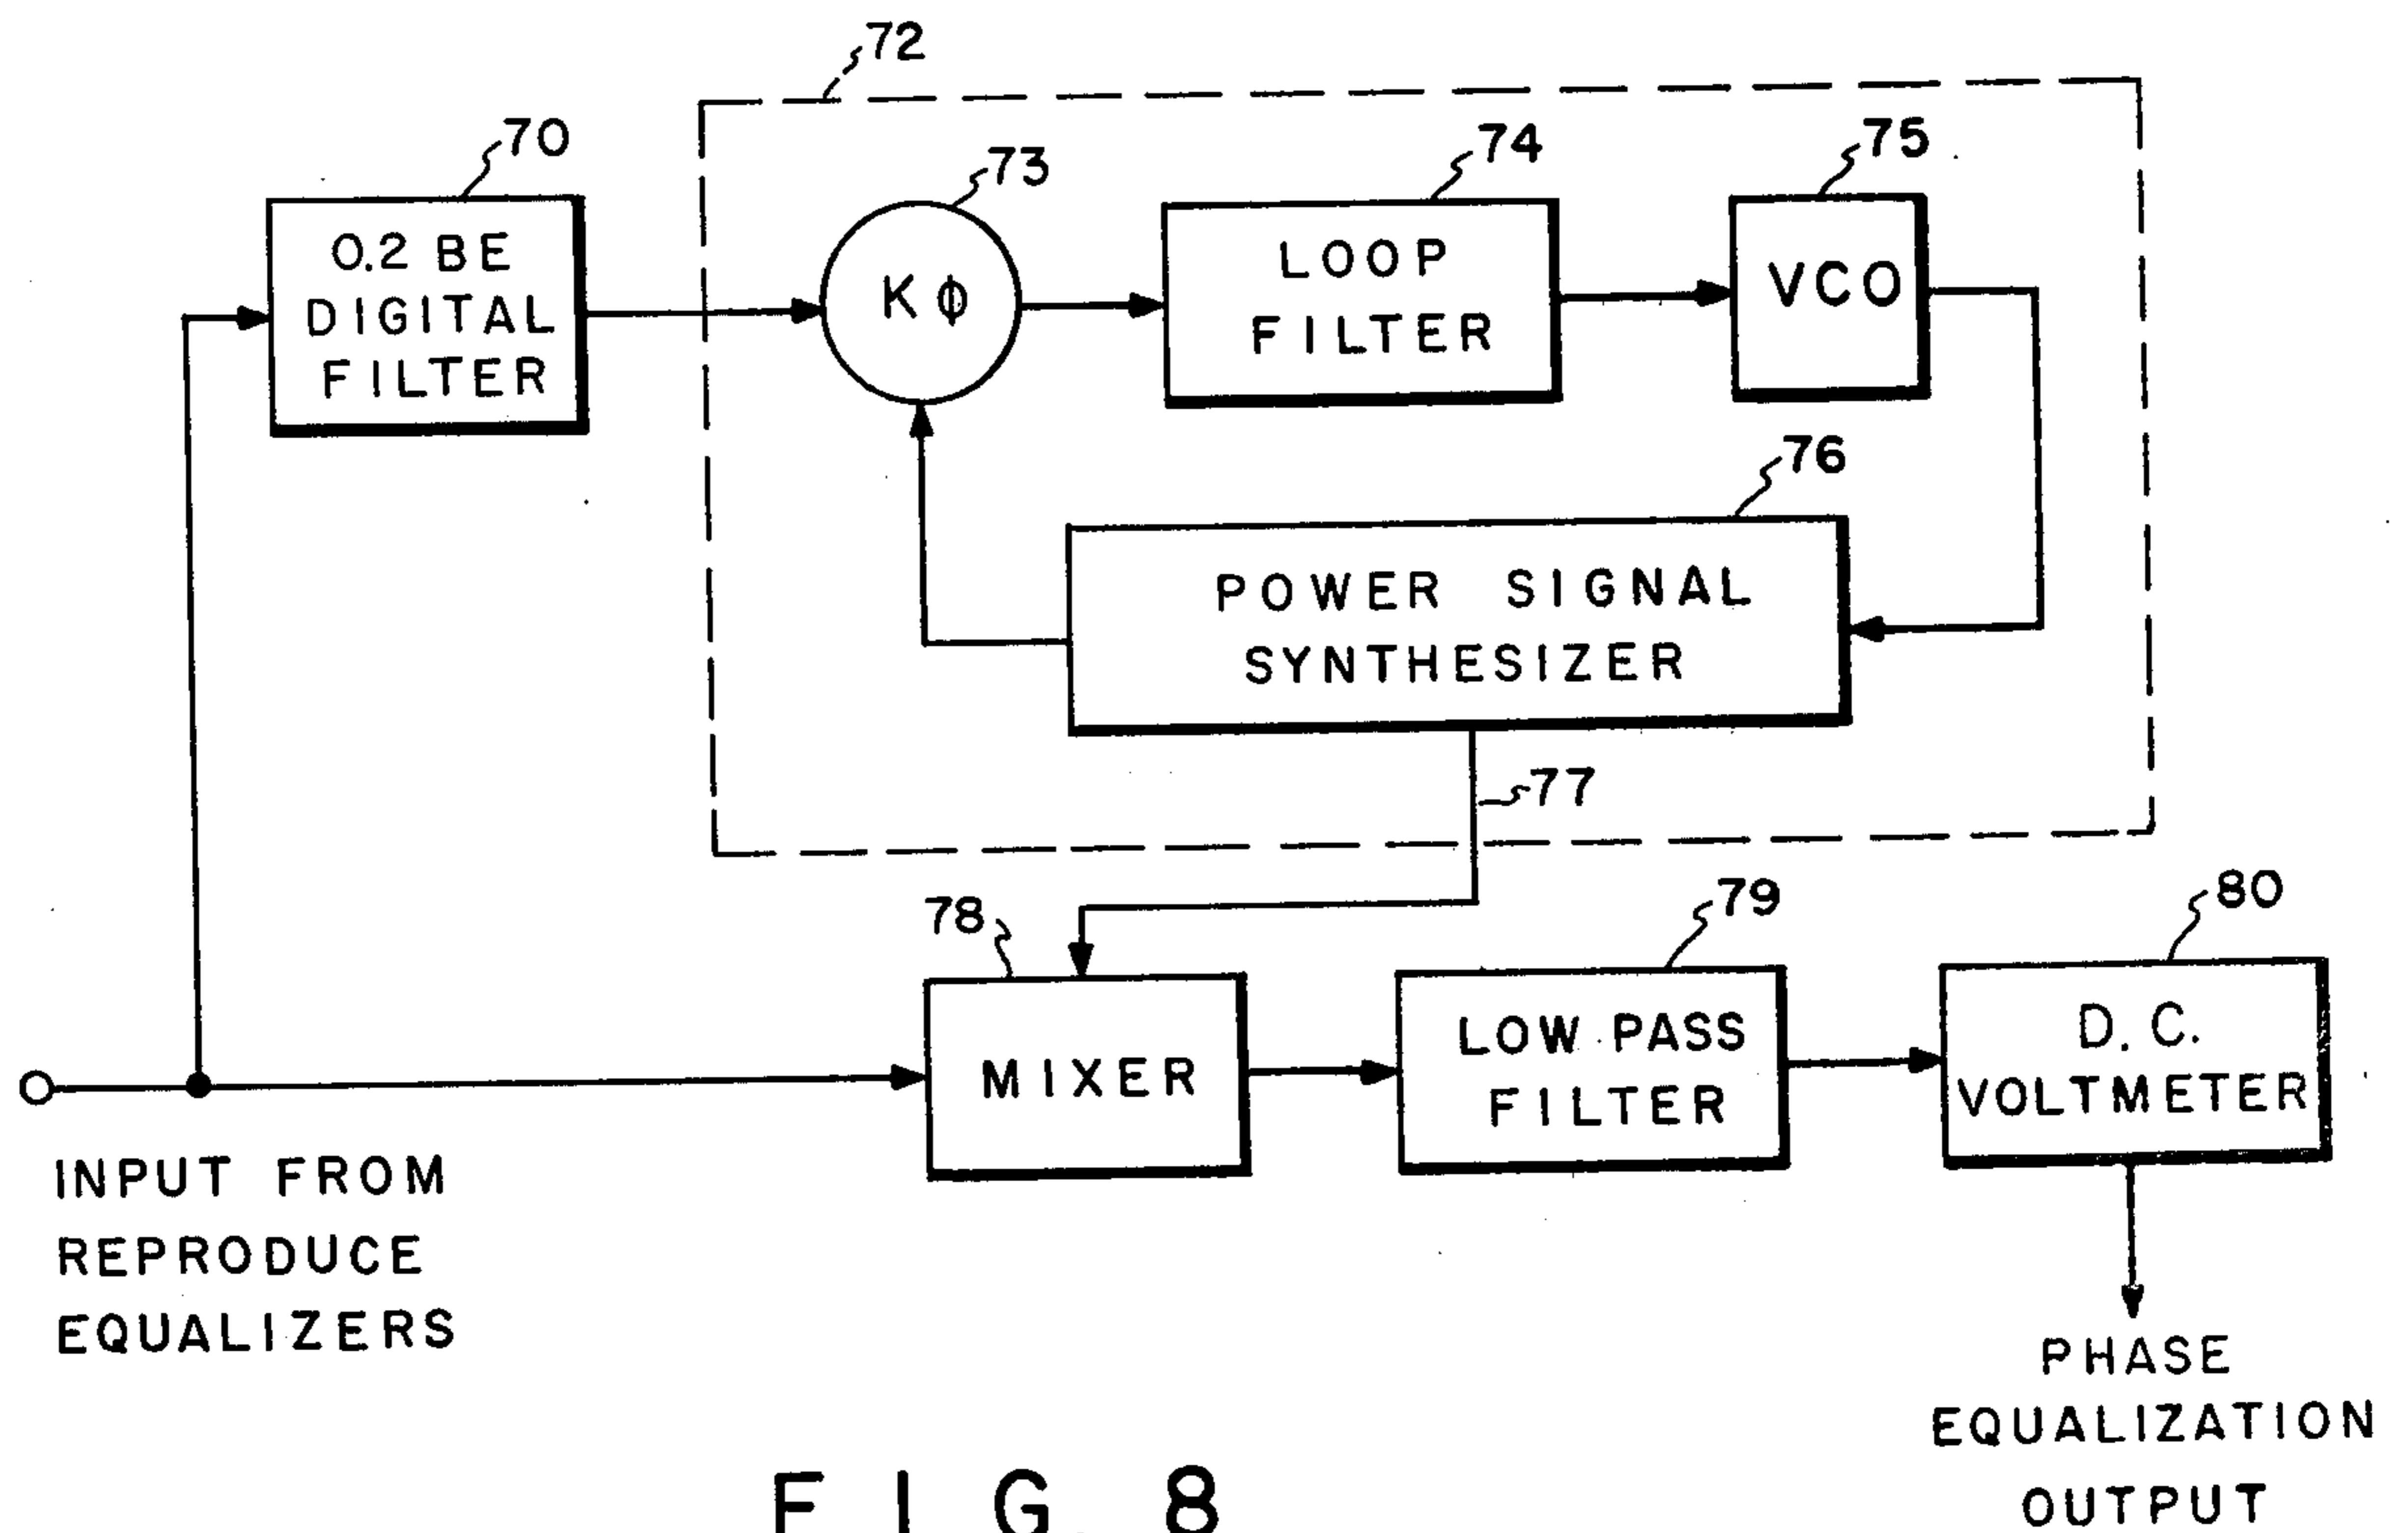 72
70
73
74
75
0.2 BE
DIGITAL
FILTER
K Φ
LOOP
FILTER
VCO
76
POWER SIGNAL
SYNTHESIZER
77
78
79
80
MIXER
LOW PASS
FILTER
D. C.
VOLTMETER
INPUT FROM
REPRODUCE
EQUALIZERS
PHASE
EQUALIZATION
OUTPUT
FIG. 8